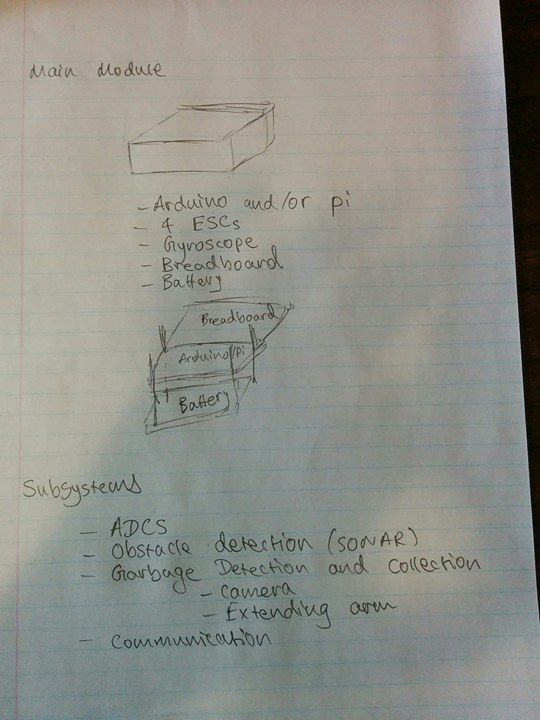 Main Module
- Arduino and/or pi
- 4 ESCs
- Gyroscope
- Breadboard
- Battery
Breadboard
Arduino/pi
Battery
Subsystems
- ADCS
- Obstacle detection (SONAR)
- Garbage Detection and Collection
- Camera
- Extending arm
- Communication